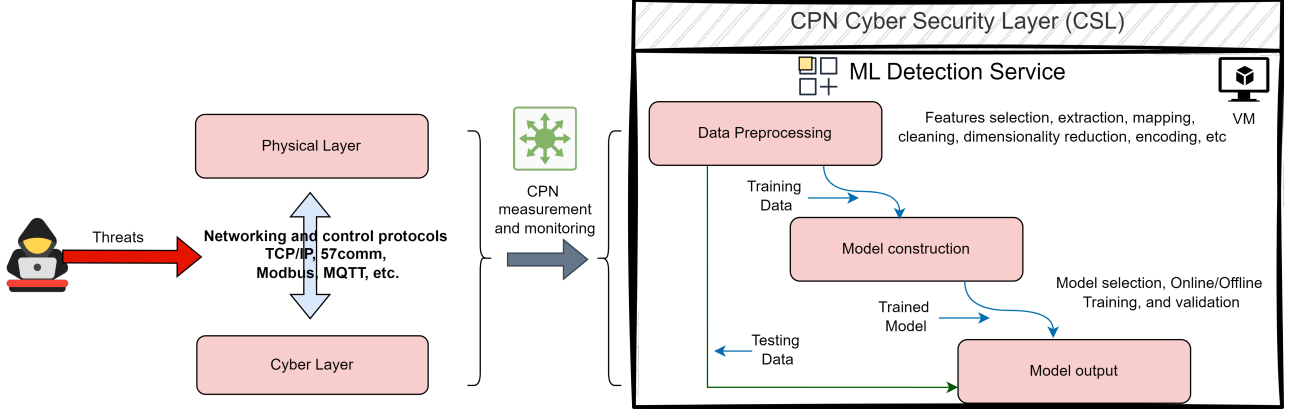 CPN Cyber Security Layer (CSL)
ML Detection Service
VM
Physical Layer
Threats
Networking and control protocols
TCP/IP, 57comm,
Modbus, MQTT, etc.
Cyber Layer
CPN
measurement
and monitoring
Data Preprocessing
Features selection, extraction, mapping,
cleaning, dimensionality reduction, encoding, etc
Training
Data
Model construction
Model selection, Online/Offline
Training, and validation
Trained
Model
Testing
Data
Model output